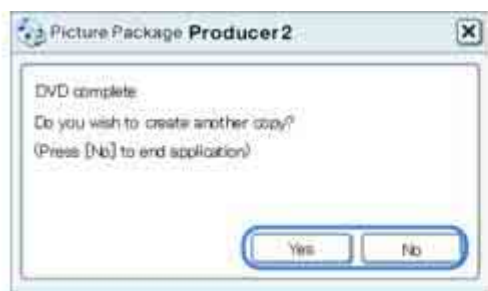 Picture Package Producer2
DVD complete
Do you wish to create another copy?
(Press [No] to end application)
Yes No